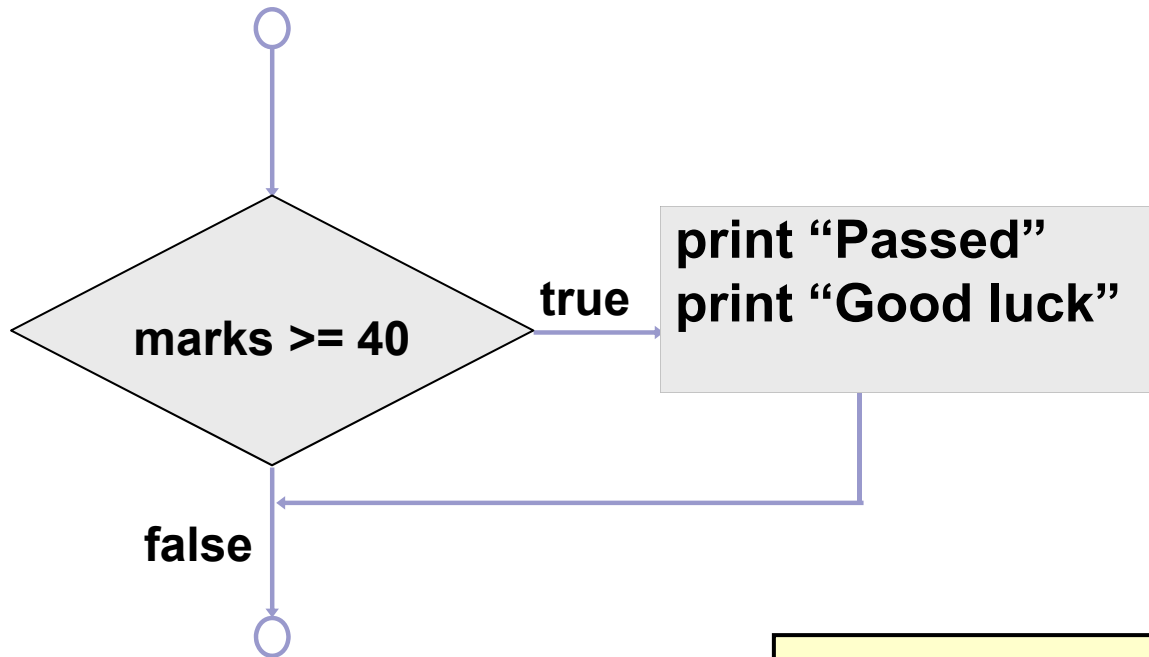 print “Passed”
print “Good luck”
true
marks >= 40
false